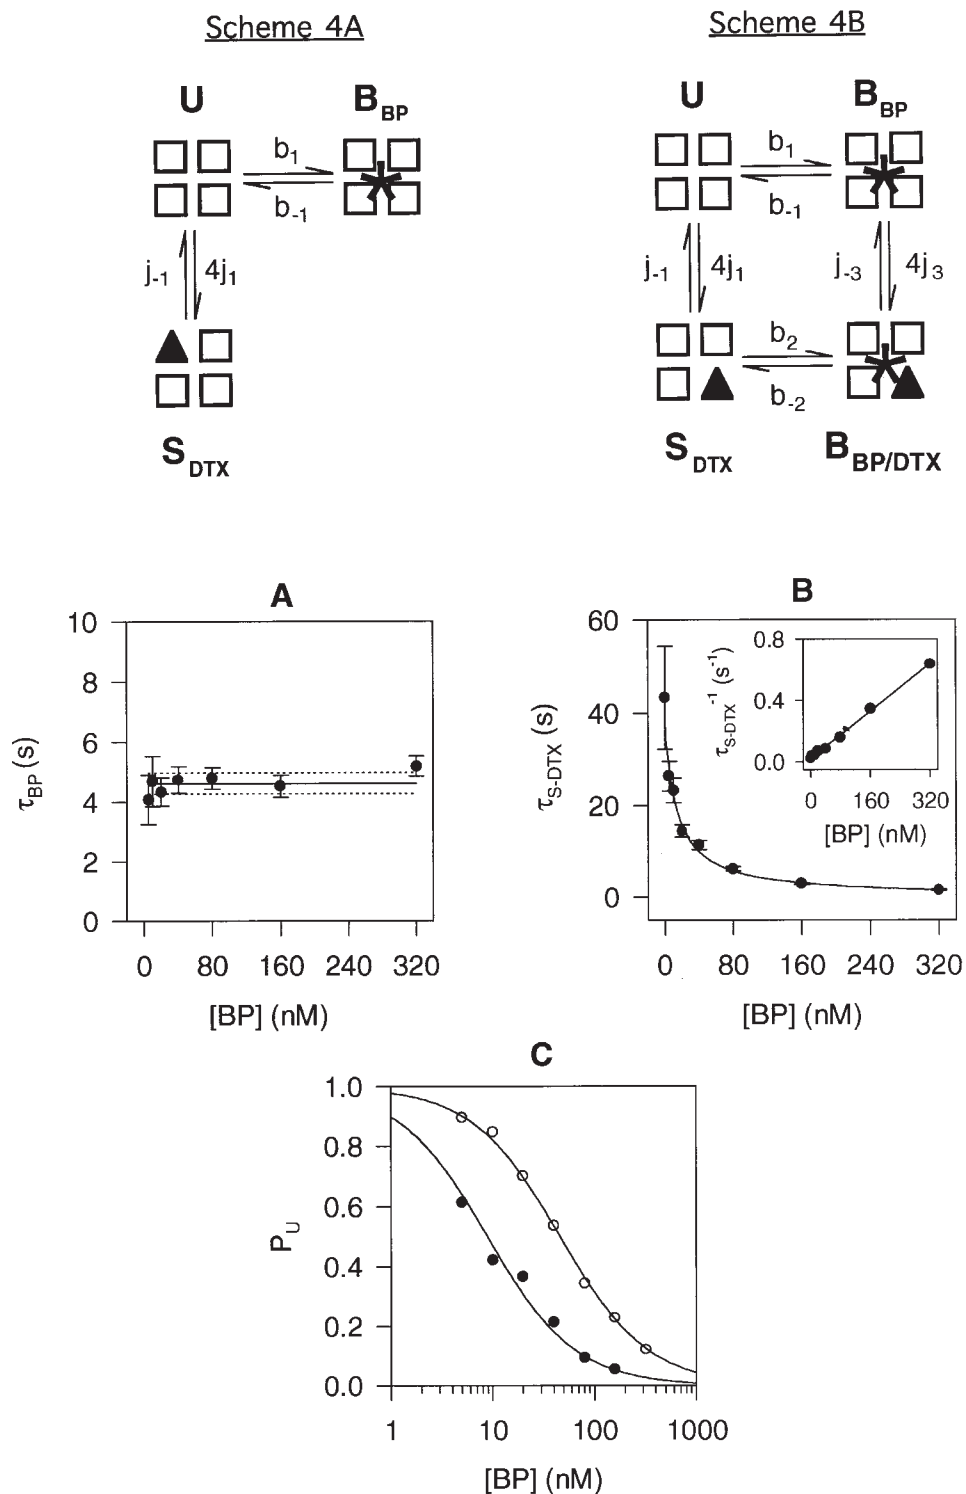 Scheme 4A
Scheme 4B
U B_BP
U B_BP
b_1
b_-1
b_1
b_-1
j_-1 4j_1
j_-1 4j_1 j_-3 4j_3
b_2
b_-2
S_DTX
S_DTX B_BP/DTX
A
τ_BP (s)
10
8
6
4
2
0
0 80 160 240 320
[BP] (nM)
B
τ_S-DTX (s)
60
40
20
0
0 80 160 240 320
[BP] (nM)
τ_S-DTX^-1 (s^-1)
0.8
0.4
0.0
0 160 320
[BP] (nM)
C
P_U
1.0
0.8
0.6
0.4
0.2
0.0
1 10 100 1000
[BP] (nM)